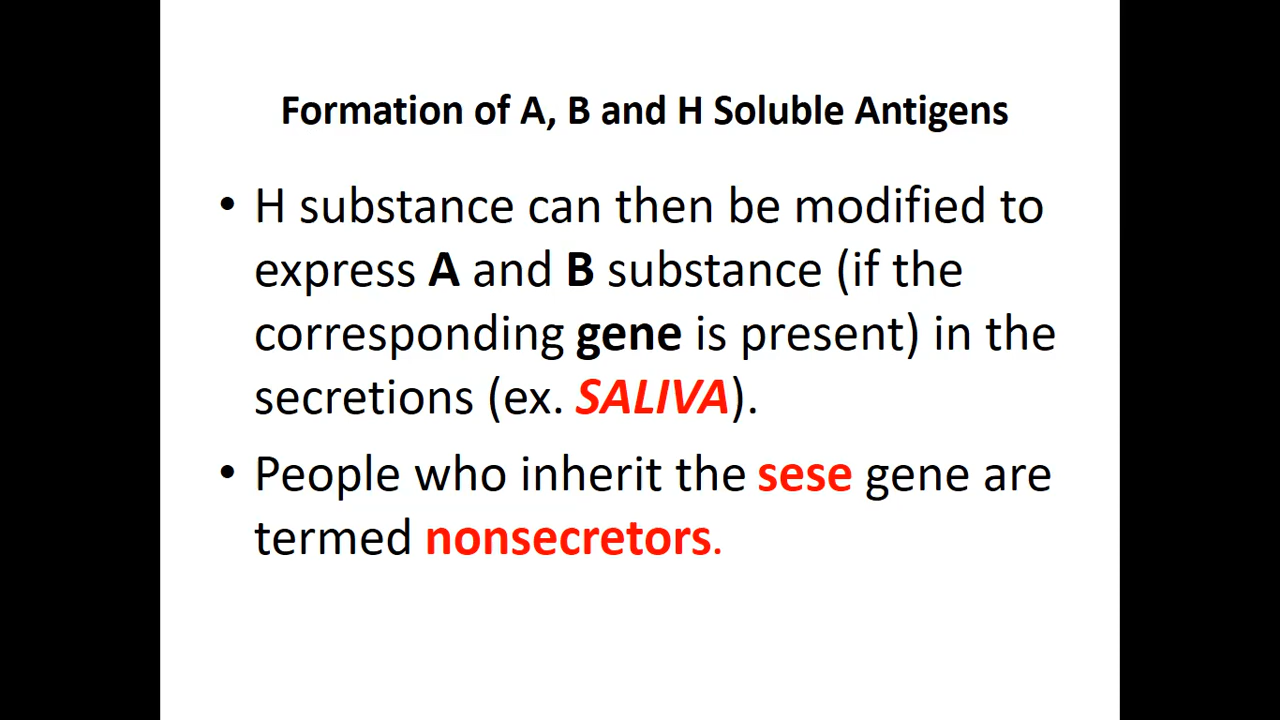 Formation of A, B and H Soluble Antigens
• H substance can then be modified to
express A and B substance (if the
corresponding gene is present) in the
secretions (ex. SALIVA).
• People who inherit the sese gene are
termed nonsecretors.